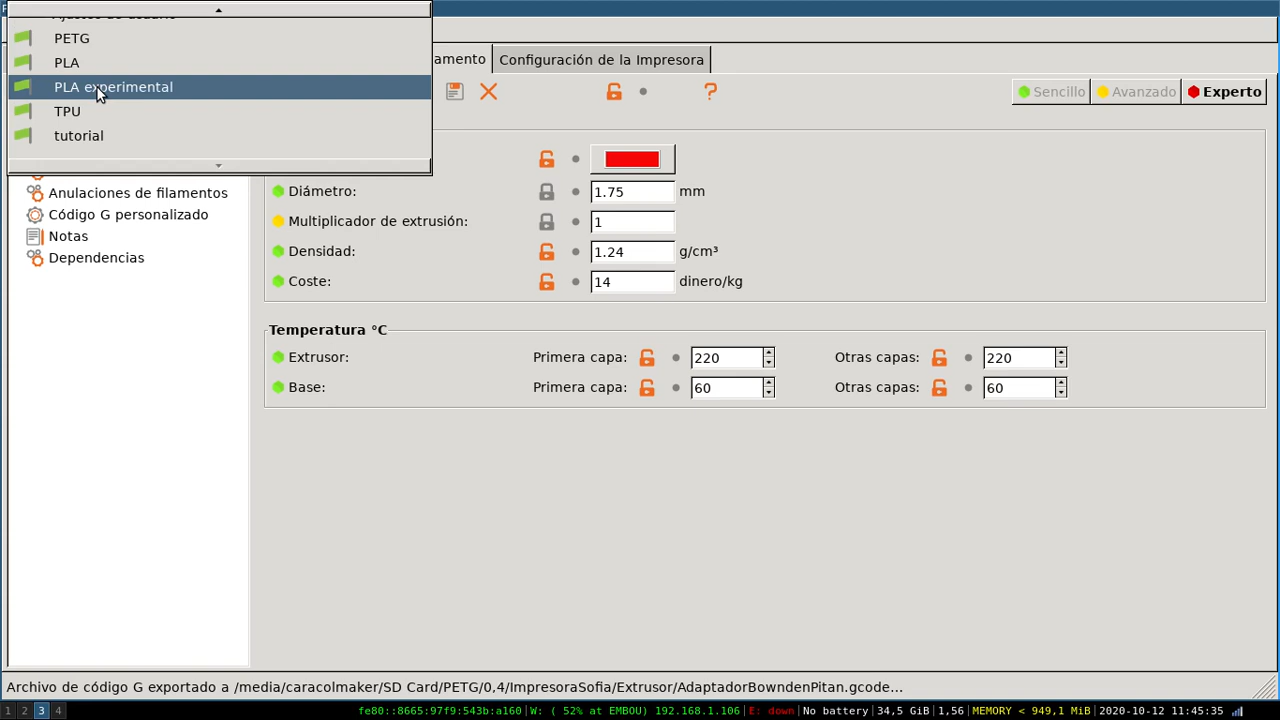 Ajustes de usuario
PETG
PLA
PLA experimental
TPU
tutorial
amento
Configuración de la Impresora
Sencillo
Avanzado
Experto
Anulaciones de filamentos
Código G personalizado
Notas
Dependencias
Diámetro:
1.75
mm
Multiplicador de extrusión:
1
Densidad:
1.24
g/cm³
Coste:
14
dinero/kg
Temperatura °C
Extrusor:
Primera capa:
220
Otras capas:
220
Base:
Primera capa:
60
Otras capas:
60
Archivo de código G exportado a /media/caracolmaker/SD Card/PETG/0,4/ImpresoraSofia/Extrusor/AdaptadorBowndenPitan.gcode...
1 2 3 4
fe80::8665:97f9:543b:a160|W: ( 52% at EMBOU) 192.168.1.106|E: down|No battery|34,5 GiB|1,56|MEMORY < 949,1 MiB|2020-10-12 11:45:35